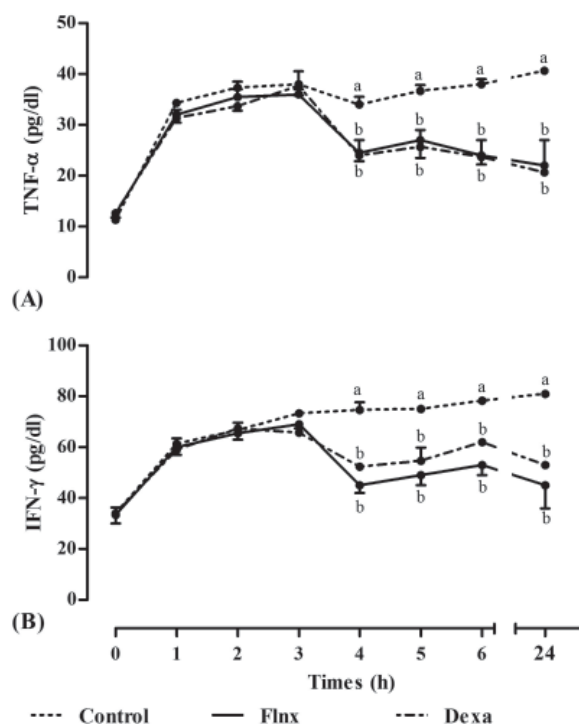 50
a
a
a
a
40
TNF-α (pg/dl)
30
b
b
b
b
20
b
b
b
b
10
0
(A)
100
a
a
a
a
80
IFN-γ (pg/dl)
60
b
b
b
b
40
b
b
b
b
20
0
(B)
0 1 2 3 4 5 6 24
Times (h)
Control Flnx Dexa